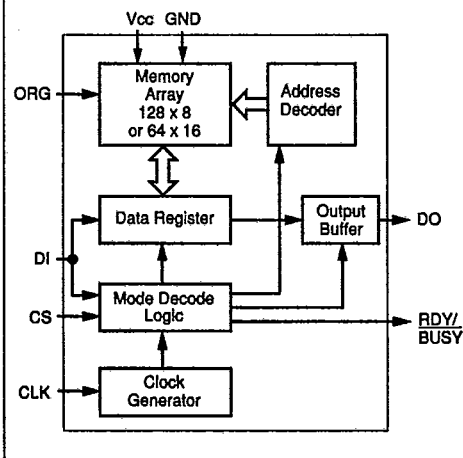 Vcc GND
ORG
Memory
Array
128 x 8
or 64 x 16
Address
Decoder
Data Register
Output
Buffer
DO
DI
Mode Decode
Logic
CS
RDY/
BUSY
CLK
Clock
Generator